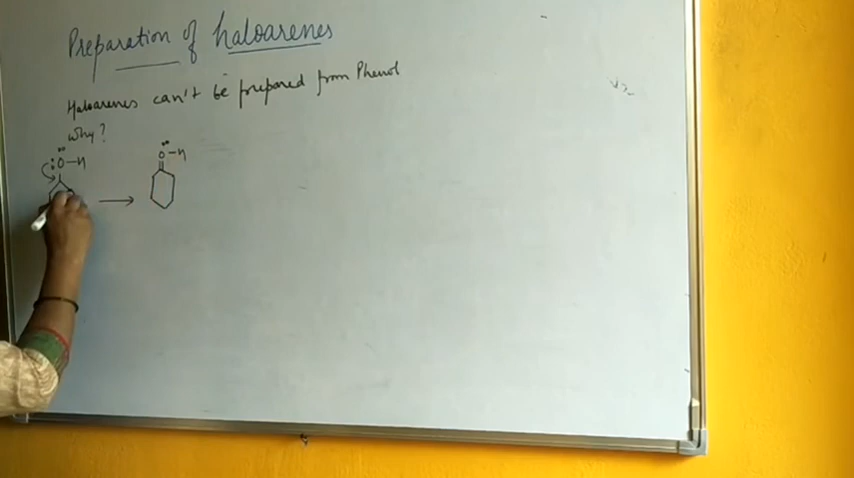 Preparation of haloarenes
Haloarenes can't be prepared from Phenol
Why?
:Ö-H
Ö-H